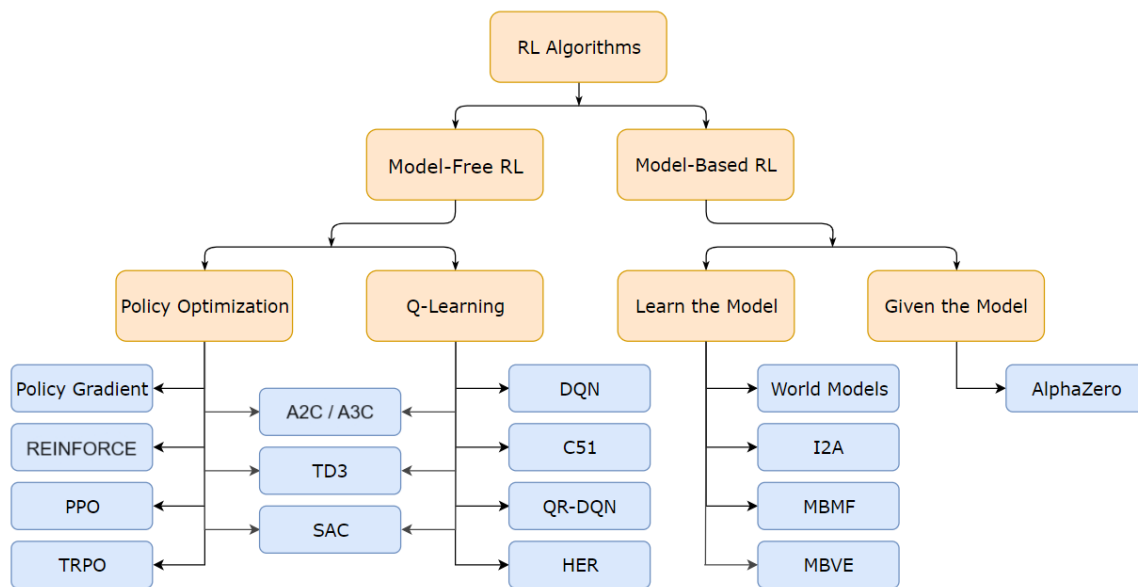 RL Algorithms
Model-Free RL
Model-Based RL
Policy Optimization
Q-Learning
Learn the Model
Given the Model
Policy Gradient
DQN
World Models
AlphaZero
A2C / A3C
REINFORCE
C51
I2A
TD3
PPO
QR-DQN
MBMF
SAC
TRPO
HER
MBVE